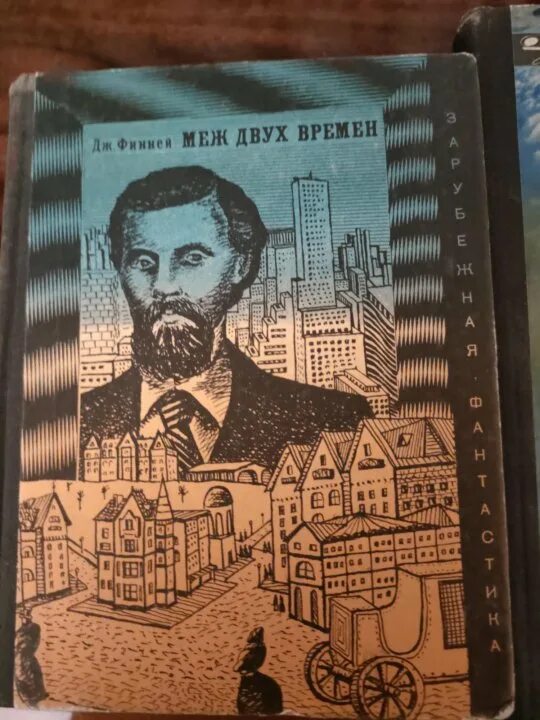 Дж. Финней МЕЖ ДВУХ ВРЕМЕН
ЗАРУБЕЖНАЯ · ФАНТАСТИКА